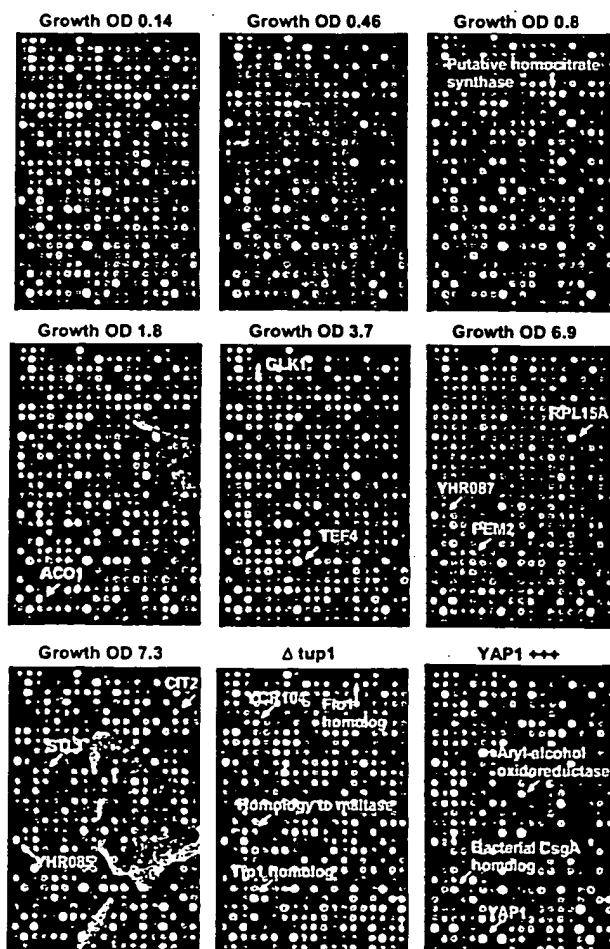 Growth OD 0.14
Growth OD 0.46
Growth OD 0.8
Putative homocitrate
synthase
Growth OD 1.8
ACO1
Growth OD 3.7
GLK1
TEF4
Growth OD 6.9
RPL15A
YHR087
PEM2
Growth OD 7.3
CIT2
YHR085
Δ tup1
YCR104
Flo1
homolog
Homology to maltase
Tip1 homolog
YAP1 +++
Aryl-alcohol
oxidoreductase
Bacterial CsgA
homolog
YAP1